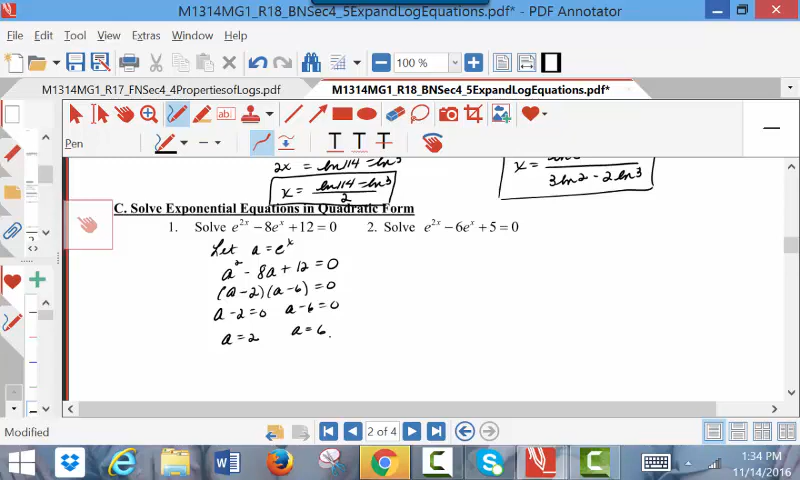 M1314MG1_R18_BNSec4_5ExpandLogEquations.pdf* - PDF Annotator
File Edit Tool View Extras Window Help
100 %
M1314MG1_R17_FNSec4_4PropertiesofLogs.pdf
M1314MG1_R18_BNSec4_5ExpandLogEquations.pdf*
Pen
2x = ln114 - ln3
x = ln114 - ln3 / 2
x =
3ln2 - 2ln3
C. Solve Exponential Equations in Quadratic Form
1. Solve e^{2x} − 8e^x + 12 = 0
2. Solve e^{2x} − 6e^x + 5 = 0
Let a = e^x
a² - 8a + 12 = 0
(a - 2)(a - 6) = 0
a - 2 = 0 a - 6 = 0
a = 2 a = 6.
2 of 4
Modified
1:34 PM
11/14/2016